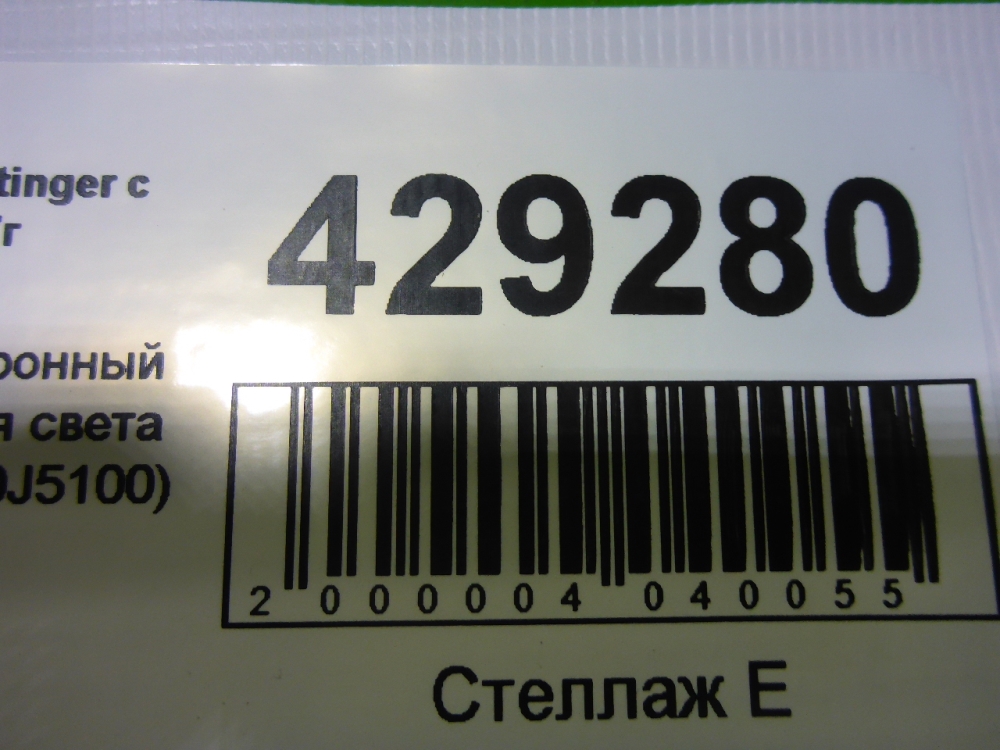 tinger с
429280
г
ронный
я света
J5100)
2 000004 040055
Стеллаж Е